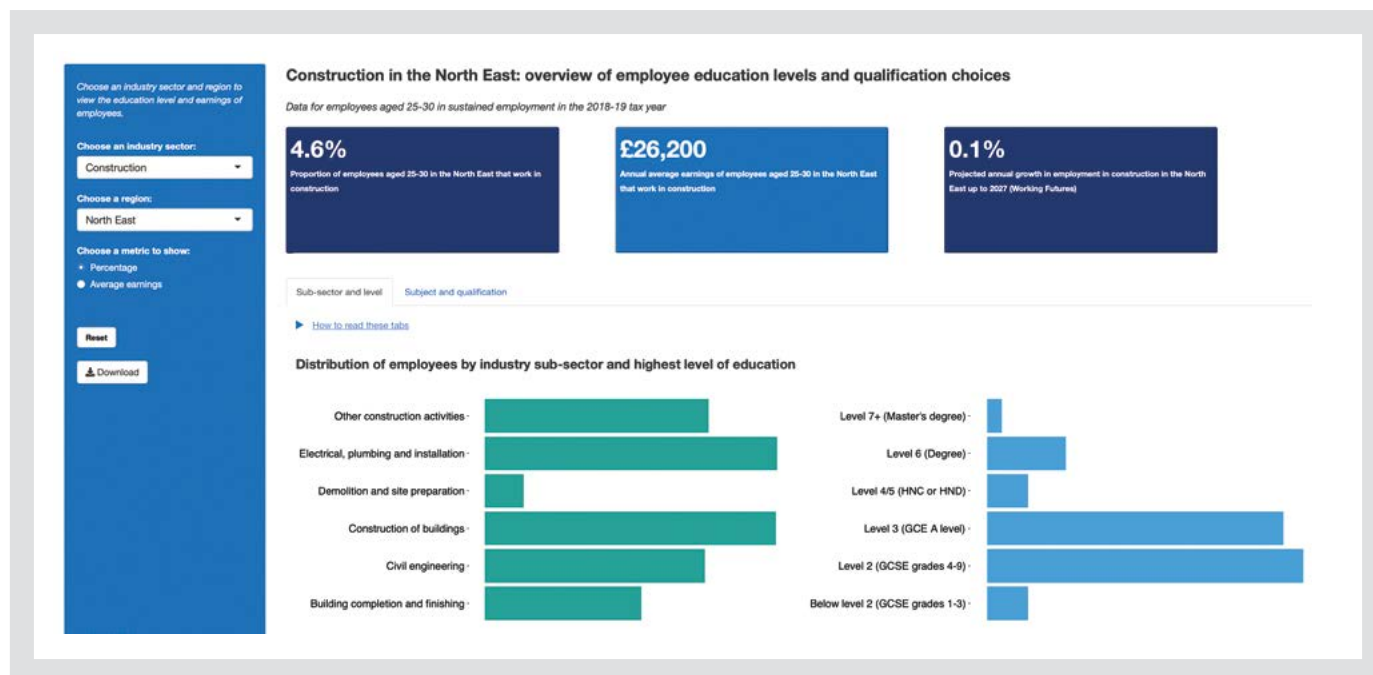 Choose an industry sector and region to
view the education level and earnings of
employees.
Choose an industry sector:
Construction
Choose a region:
North East
Choose a metric to show:
Percentage
Average earnings
Reset
Download
Construction in the North East: overview of employee education levels and qualification choices
Data for employees aged 25-30 in sustained employment in the 2018-19 tax year
4.6%
Proportion of employees aged 25-30 in the North East that work in
construction
£26,200
Annual average earnings of employees aged 25-30 in the North East
that work in construction
0.1%
Projected annual growth in employment in construction in the North
East up to 2027 (Working Futures)
Sub-sector and level
Subject and qualification
How to read these tabs
Distribution of employees by industry sub-sector and highest level of education
Other construction activities
Electrical, plumbing and installation
Demolition and site preparation
Construction of buildings
Civil engineering
Building completion and finishing
Level 7+ (Master's degree)
Level 6 (Degree)
Level 4/5 (HNC or HND)
Level 3 (GCE A level)
Level 2 (GCSE grades 4-9)
Below level 2 (GCSE grades 1-3)